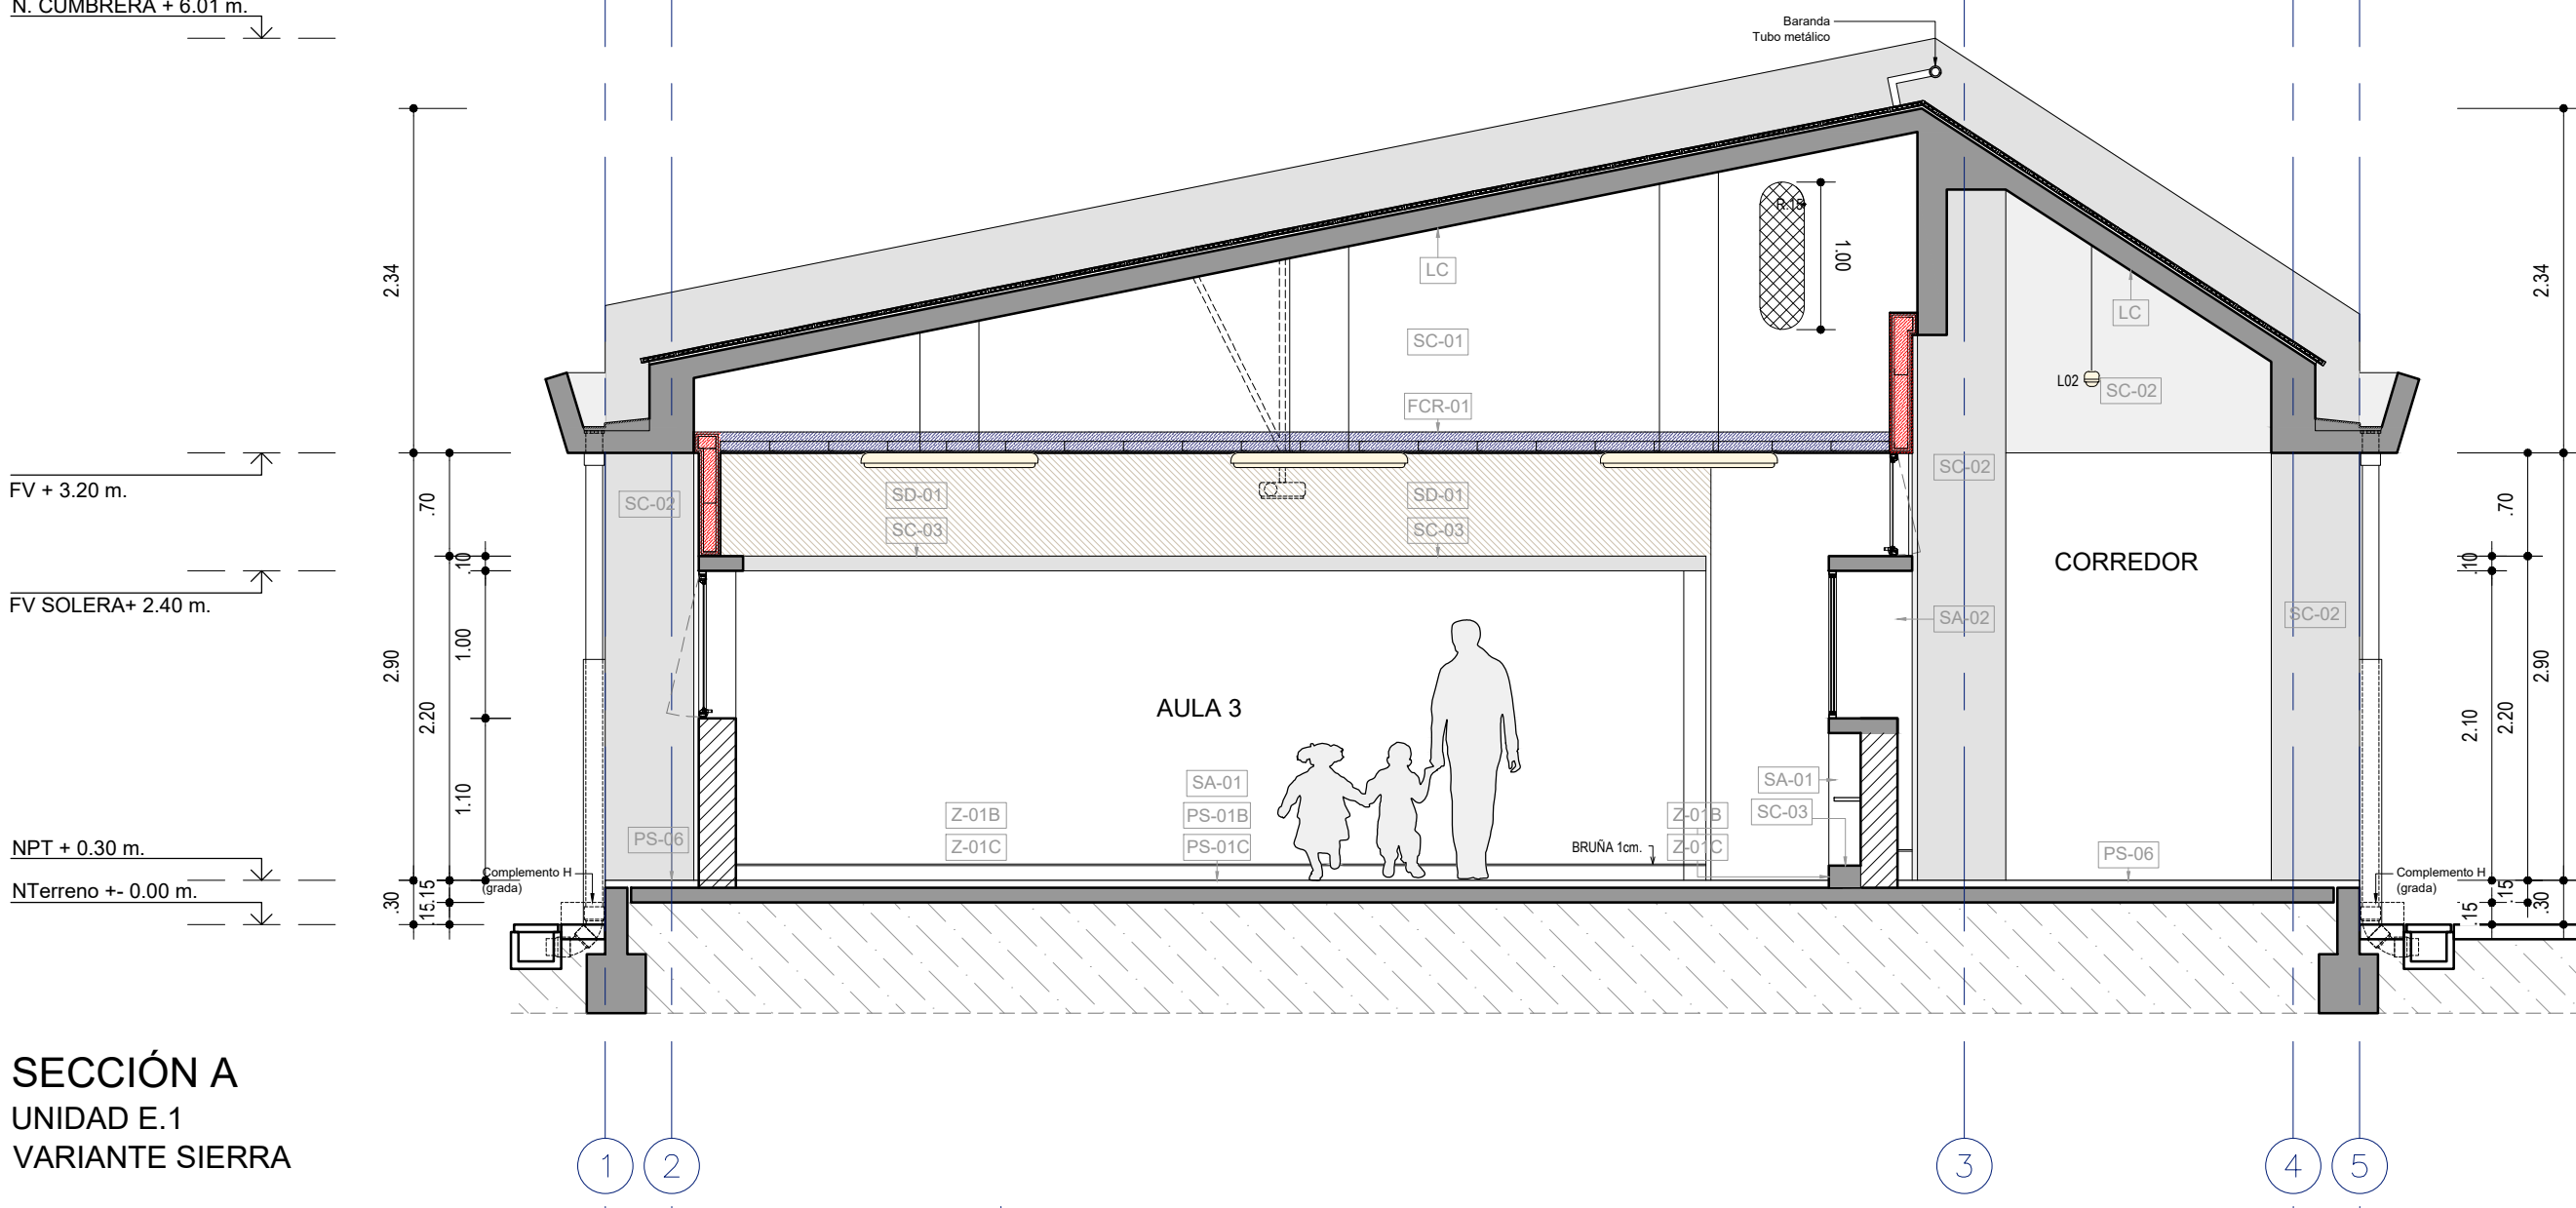 N. CUMBRERA + 6.01 m.
Baranda
Tubo metálico
R.15
1.00
2.34
2.34
LC
LC
SC-01
FCR-01
L02
SC-02
FV + 3.20 m.
SC-02
.70
SD-01
SC-03
SD-01
SC-03
SC-02
.70
CORREDOR
.10
.10
FV SOLERA+ 2.40 m.
SA-02
SC-02
2.90
2.20
1.00
1.10
AULA 3
2.10
2.20
2.90
SA-01
PS-01B
PS-01C
Z-01B
Z-01C
BRUÑA 1cm.
Z-01B
Z-01C
SA-01
SC-03
PS-06
PS-06
NPT + 0.30 m.
NTerreno +- 0.00 m.
.30
.15
.15
Complemento H
(grada)
Complemento H
(grada)
.15
.15
.30
SECCIÓN A
UNIDAD E.1
VARIANTE SIERRA
1
2
3
4
5